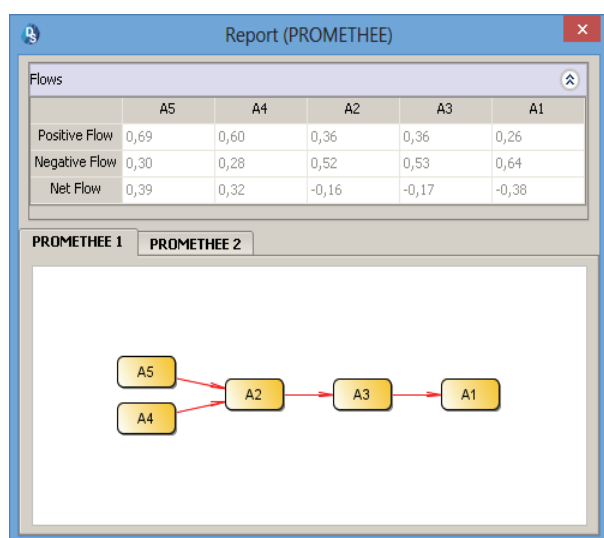 Report (PROMETHEE)
Flows
A5 A4 A2 A3 A1
Positive Flow 0,69 0,60 0,36 0,36 0,26
Negative Flow 0,30 0,28 0,52 0,53 0,64
Net Flow 0,39 0,32 -0,16 -0,17 -0,38
PROMETHEE 1 PROMETHEE 2
A5
A4
A2 A3 A1